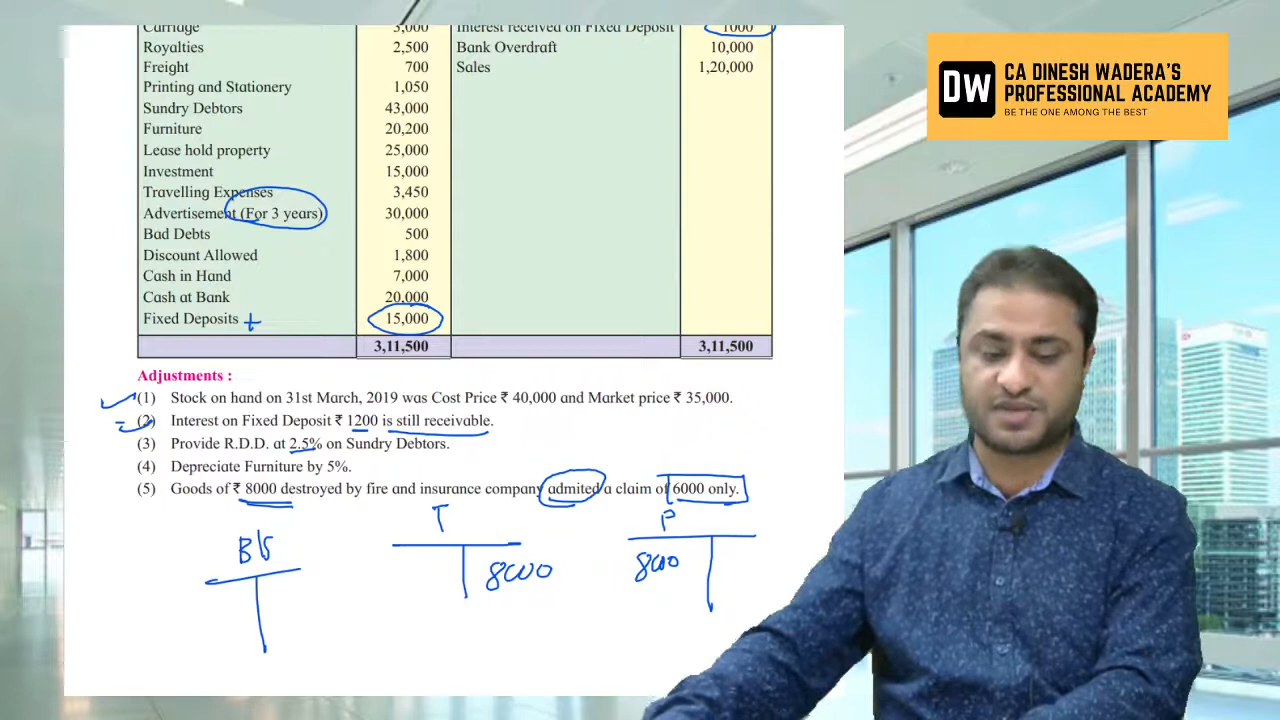 Carriage 3,000 Interest received on Fixed Deposit 1000
Royalties 2,500 Bank Overdraft 10,000
Freight 700 Sales 1,20,000
Printing and Stationery 1,050
Sundry Debtors 43,000
Furniture 20,200
Lease hold property 25,000
Investment 15,000
Travelling Expenses 3,450
Advertisement (For 3 years) 30,000
Bad Debts 500
Discount Allowed 1,800
Cash in Hand 7,000
Cash at Bank 20,000
Fixed Deposits + 15,000
3,11,500 3,11,500
Adjustments :
(1) Stock on hand on 31st March, 2019 was Cost Price ₹ 40,000 and Market price ₹ 35,000.
(2) Interest on Fixed Deposit ₹ 1200 is still receivable.
(3) Provide R.D.D. at 2.5% on Sundry Debtors.
(4) Depreciate Furniture by 5%.
(5) Goods of ₹ 8000 destroyed by fire and insurance company admited a claim of 6000 only.
B/S T P
8000 8000
DW
CA DINESH WADERA'S
PROFESSIONAL ACADEMY
BE THE ONE AMONG THE BEST